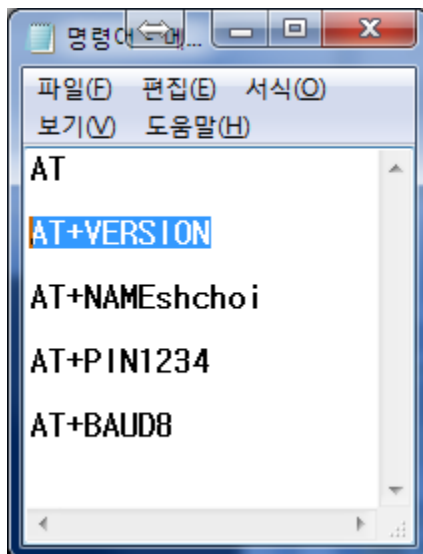 명령어
파일(F) 편집(E) 서식(O)
보기(V) 도움말(H)
AT
AT+VERSION
AT+NAMEshchoi
AT+PIN1234
AT+BAUD8